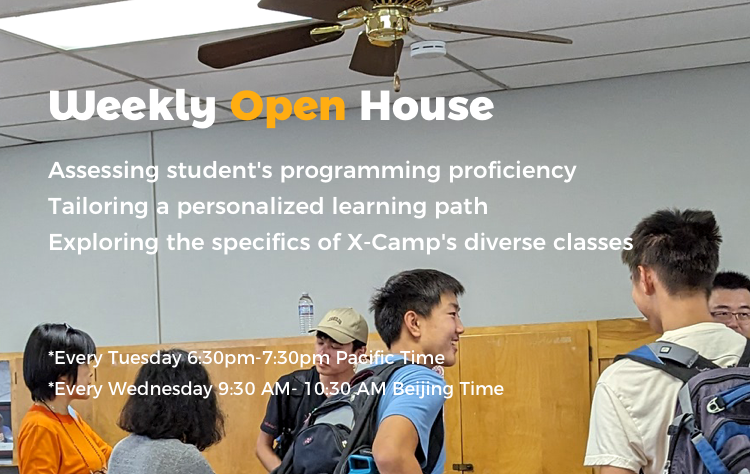 Weekly Open House
Assessing student's programming proficiency
Tailoring a personalized learning path
Exploring the specifics of X-Camp's diverse classes
*Every Tuesday 6:30pm-7:30pm Pacific Time
*Every Wednesday 9:30 AM- 10:30 AM Beijing Time